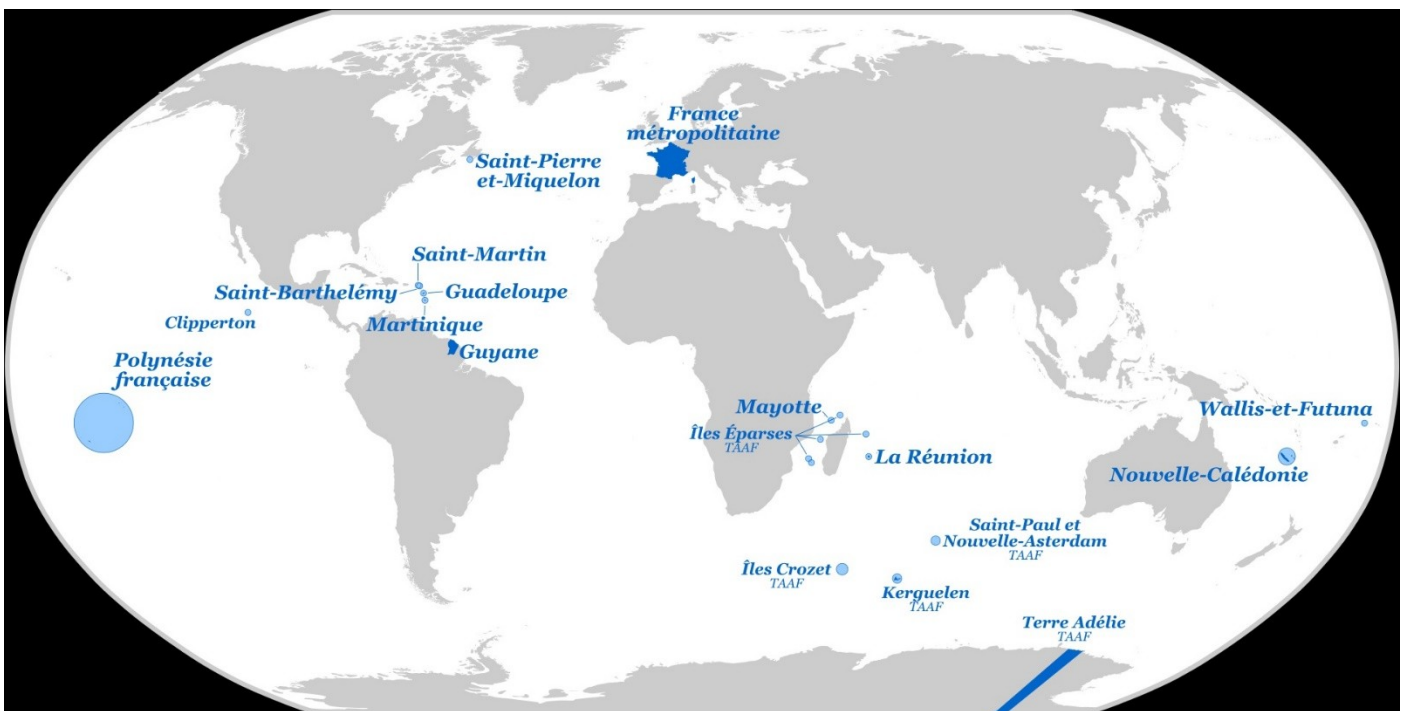 France
métropolitaine
Saint-Pierre
et-Miquelon
Saint-Martin
Saint-Barthelémy
Guadeloupe
Clipperton
Martinique
Guyane
Polynésie
française
Mayotte
Îles Éparses
TAAF
La Réunion
Wallis-et-Futuna
Nouvelle-Calédonie
Saint-Paul et
Nouvelle-Asterdam
TAAF
Îles Crozet
TAAF
Kerguelen
TAAF
Terre Adélie
TAAF